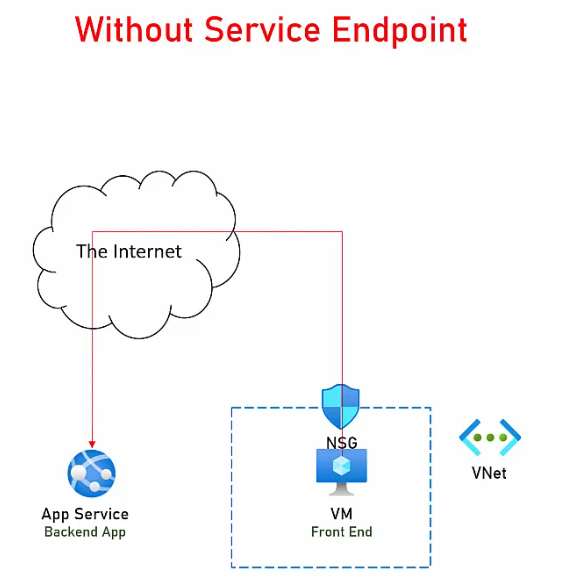 Without Service Endpoint
The Internet
NSG
VNet
App Service
Backend App
VM
Front End